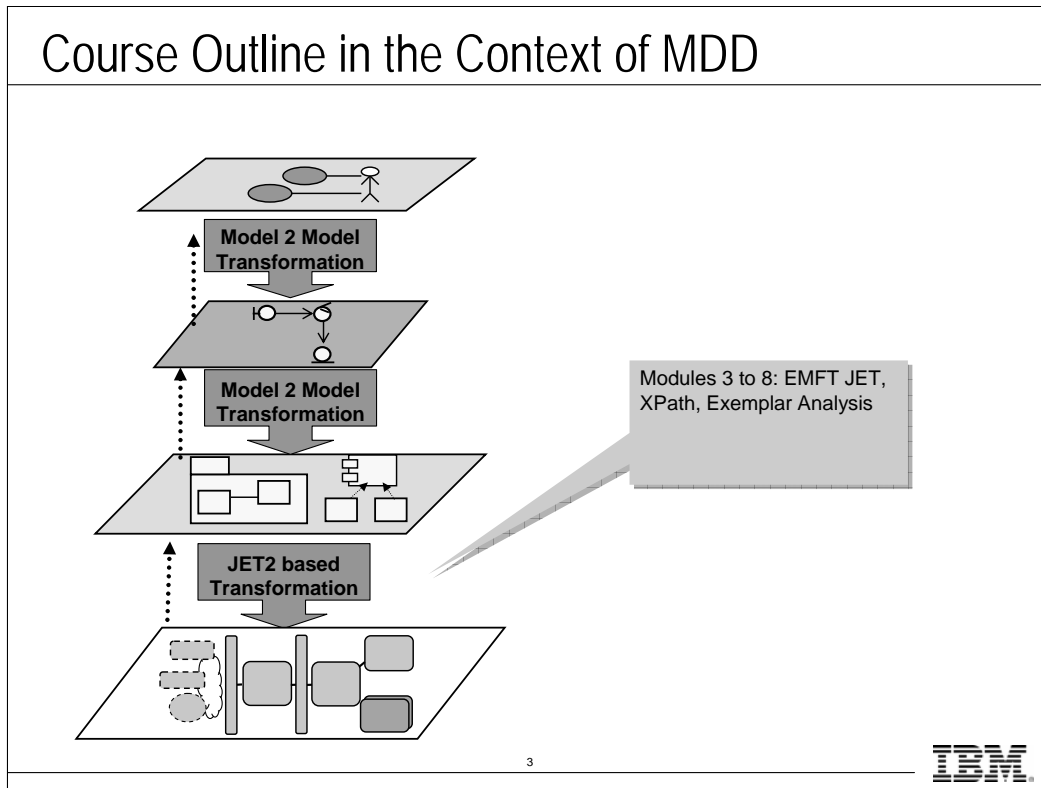 Course Outline in the Context of MDD
Model 2 Model
Transformation
Model 2 Model
Transformation
Modules 3 to 8: EMFT JET,
XPath, Exemplar Analysis
JET2 based
Transformation
3
IBM.